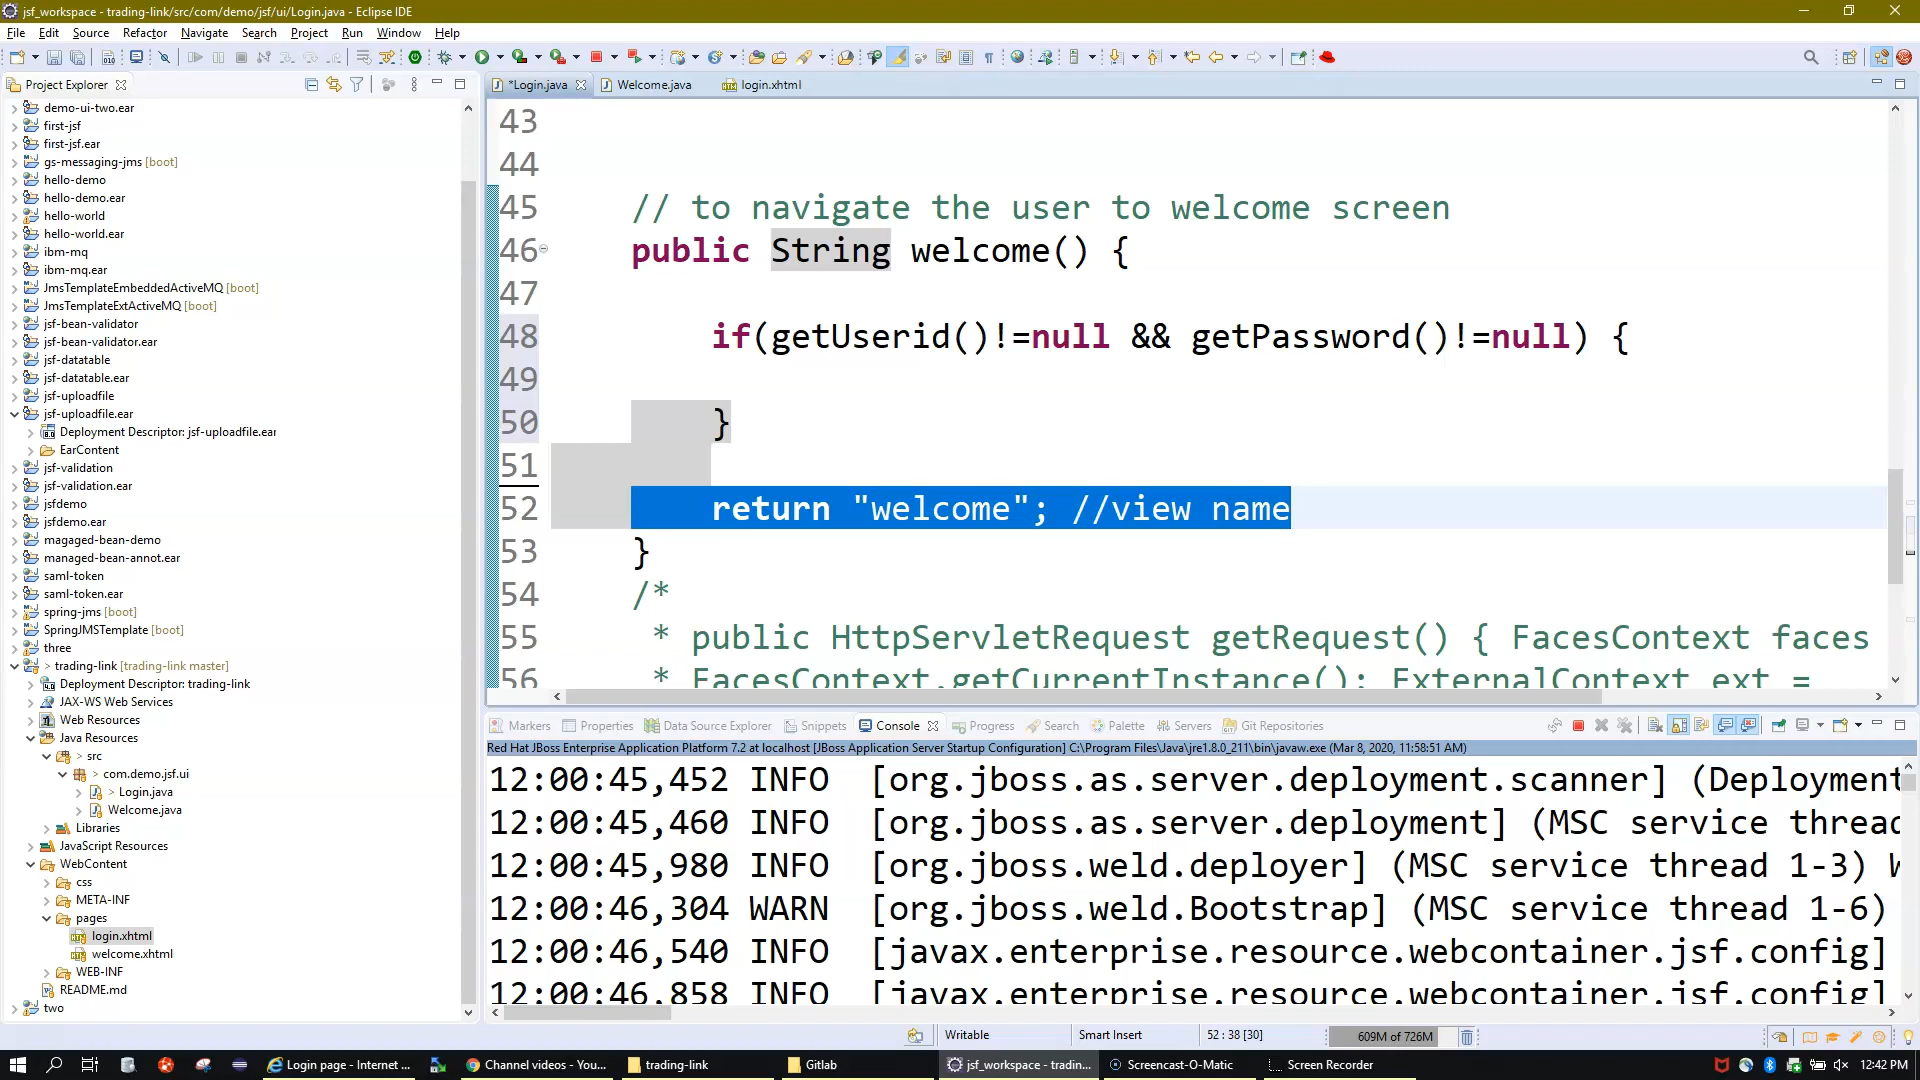 jsf_workspace - trading-link/src/com/demo/jsf/ui/Login.java - Eclipse IDE
File Edit Source Refactor Navigate Search Project Run Window Help
Project Explorer
demo-ui-two.ear
first-jsf
first-jsf.ear
gs-messaging-jms [boot]
hello-demo
hello-demo.ear
hello-world
hello-world.ear
ibm-mq
ibm-mq.ear
JmsTemplateEmbeddedActiveMQ [boot]
JmsTemplateExtActiveMQ [boot]
jsf-bean-validator
jsf-bean-validator.ear
jsf-datatable
jsf-datatable.ear
jsf-uploadfile
jsf-uploadfile.ear
Deployment Descriptor: jsf-uploadfile.ear
EarContent
jsf-validation
jsf-validation.ear
jsfdemo
jsfdemo.ear
magaged-bean-demo
managed-bean-annot.ear
saml-token
saml-token.ear
spring-jms [boot]
SpringJMSTemplate [boot]
three
> trading-link [trading-link master]
Deployment Descriptor: trading-link
JAX-WS Web Services
Web Resources
Java Resources
> src
> com.demo.jsf.ui
> Login.java
Welcome.java
Libraries
JavaScript Resources
WebContent
css
META-INF
pages
login.xhtml
welcome.xhtml
WEB-INF
README.md
two
*Login.java Welcome.java login.xhtml
43
44
45 // to navigate the user to welcome screen
46 public String welcome() {
47
48 if(getUserid()!=null && getPassword()!=null) {
49
50 }
51
52 return "welcome"; //view name
53 }
54 /*
55 * public HttpServletRequest getRequest() { FacesContext faces
56 * FacesContext.getCurrentInstance(); ExternalContext ext =
Markers Properties Data Source Explorer Snippets Console Progress Search Palette Servers Git Repositories
Red Hat JBoss Enterprise Application Platform 7.2 at localhost [JBoss Application Server Startup Configuration] C:\Program Files\Java\jre1.8.0_211\bin\javaw.exe (Mar 8, 2020, 11:58:51 AM)
12:00:45,452 INFO [org.jboss.as.server.deployment.scanner] (Deployment
12:00:45,460 INFO [org.jboss.as.server.deployment] (MSC service thread
12:00:45,980 INFO [org.jboss.weld.deployer] (MSC service thread 1-3) W
12:00:46,304 WARN [org.jboss.weld.Bootstrap] (MSC service thread 1-6)
12:00:46,540 INFO [javax.enterprise.resource.webcontainer.jsf.config]
12:00:46,858 INFO [javax.enterprise.resource.webcontainer.jsf.config]
Writable Smart Insert 52 : 38 [30] 609M of 726M
Login page - Internet ... Channel videos - You... trading-link Gitlab jsf_workspace - tradin... Screencast-O-Matic Screen Recorder 12:42 PM